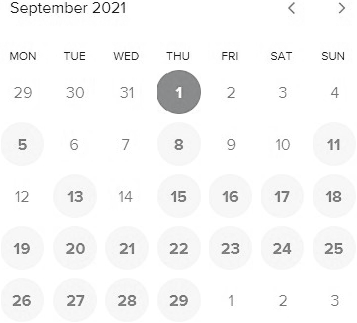 September 2021
MON TUE WED THU FRI SAT SUN
29 30 31 1 2 3 4
5 6 7 8 9 10 11
12 13 14 15 16 17 18
19 20 21 22 23 24 25
26 27 28 29 1 2 3